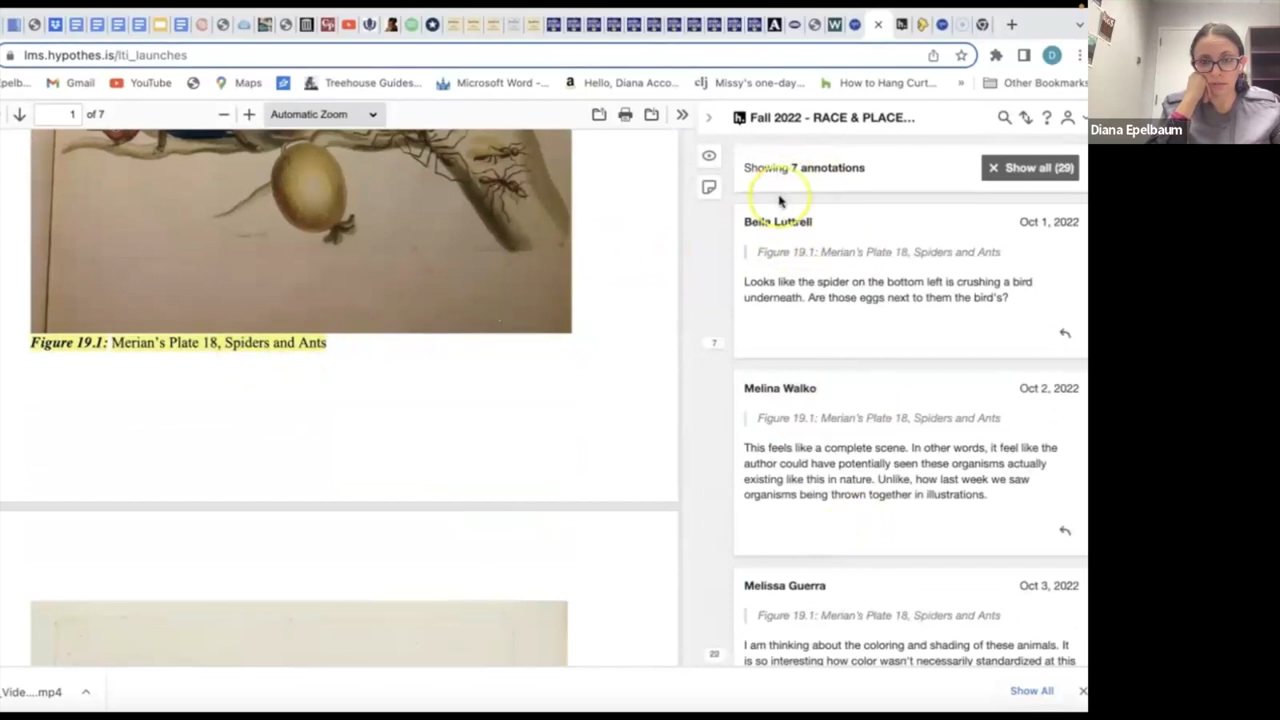 lms.hypothes.is/lti_launches
D
pelb...
Gmail
YouTube
Maps
Treehouse Guides...
Microsoft Word -...
Hello, Diana Acco...
Missy's one-day...
How to Hang Curt...
»
Other Bookmarks
Diana Epelbaum
1 of 7
Automatic Zoom
Fall 2022 - RACE & PLACE...
Showing 7 annotations
Show all (29)
Bella Luttrell
Oct 1, 2022
Figure 19.1: Merian's Plate 18, Spiders and Ants
Looks like the spider on the bottom left is crushing a bird
underneath. Are those eggs next to them the bird's?
7
Figure 19.1: Merian's Plate 18, Spiders and Ants
Melina Walko
Oct 2, 2022
Figure 19.1: Merian's Plate 18, Spiders and Ants
This feels like a complete scene. In other words, it feel like the
author could have potentially seen these organisms actually
existing like this in nature. Unlike, how last week we saw
organisms being thrown together in illustrations.
Melissa Guerra
Oct 3, 2022
Figure 19.1: Merian's Plate 18, Spiders and Ants
I am thinking about the coloring and shading of these animals. It
is so interesting how color wasn't necessarily standardized at this
22
_Vide....mp4
Show All